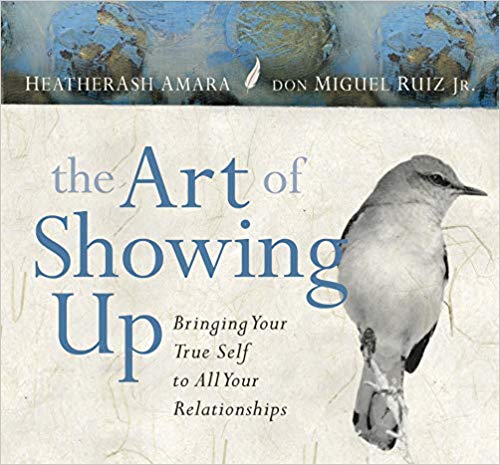 HEATHERASH AMARA DON MIGUEL RUIZ JR.
the Art of
Showing
Up
Bringing Your
True Self
to All Your
Relationships